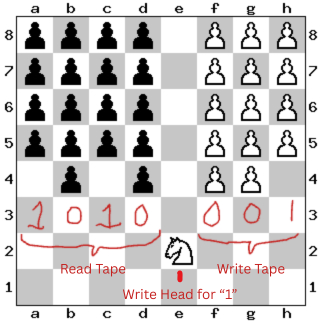 a b c d e f g h
8 8
7 7
6 6
5 5
4 4
3 1 0 1 0 0 0 1 3
2 2
Read Tape Write Tape
1 1
Write Head for “1”
a b c d e f g h